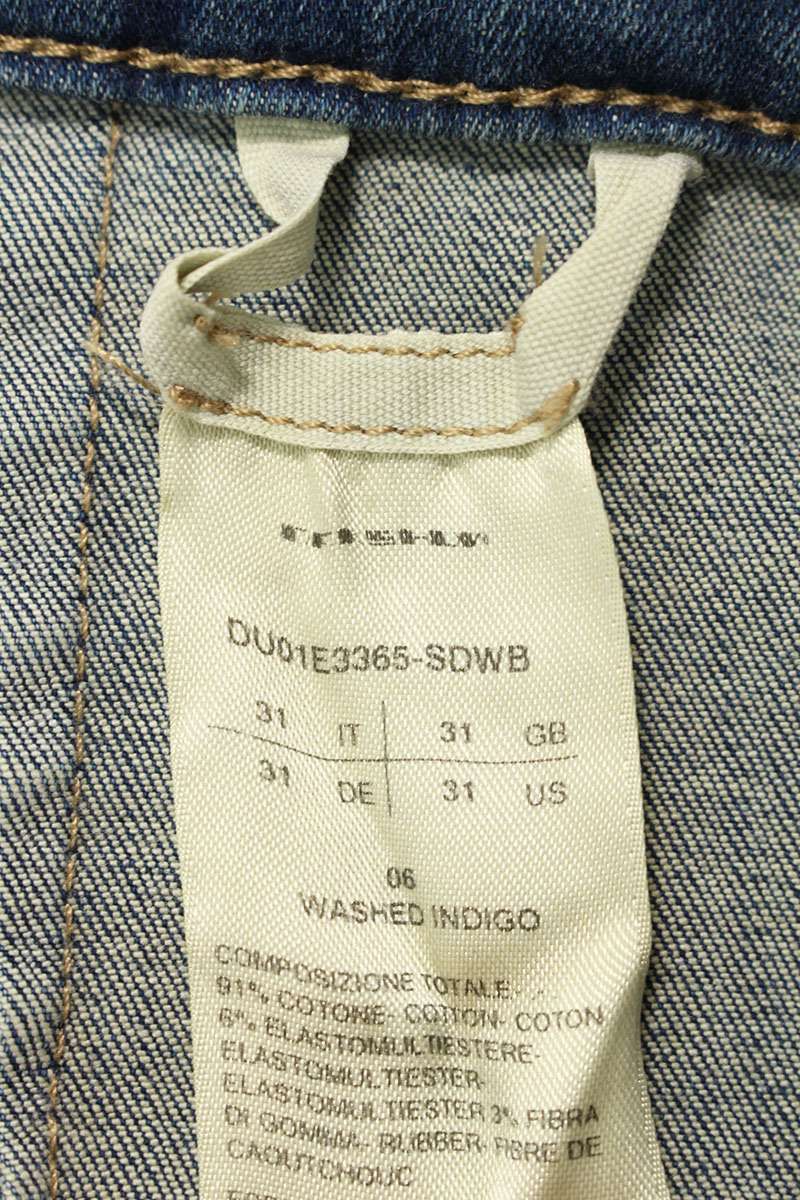 DU01E3365-SDWB
31 IT 31 GB
31 DE 31 US
06
WASHED INDIGO
COMPOSIZIONE TOTALE-
91% COTONE- COTTON- COTON
6% ELASTOMULTIESTERE-
ELASTOMULTIESTER-
ELASTOMULTIESTER 3% FIBRA
DI GOMMA- RUBBER- FIBRE DE
CAOUTCHOUC